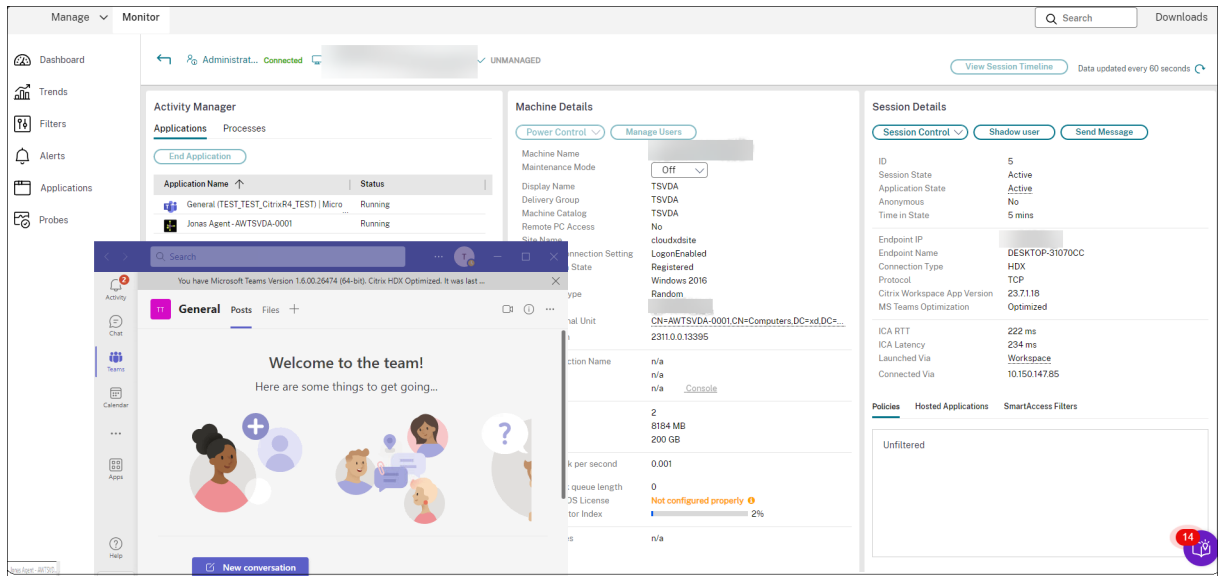 Manage Monitor Search Downloads
Dashboard
Trends
Filters
Alerts
Applications
Probes
Administrat... Connected UNMANAGED
View Session Timeline Data updated every 60 seconds
Activity Manager
Applications Processes
End Application
Application Name Status
General (TEST_TEST_CitrixR4_TEST) | Micro... Running
Jonas Agent - AWTSVDA-0001 Running
Search
You have Microsoft Teams Version 1.6.00.26474 (64-bit). Citrix HDX Optimized. It was last ...
2
Activity
Chat
Teams
Calendar
Apps
Help
TT General Posts Files
Welcome to the team!
Here are some things to get going...
New conversation
Machine Details
Power Control Manage Users
Machine Name
Maintenance Mode Off
Display Name TSVDA
Delivery Group TSVDA
Machine Catalog TSVDA
Remote PC Access No
Site Name cloudxdsite
nnection Setting LogonEnabled
State Registered
Windows 2016
ype Random
nal Unit CN=AWTSVDA-0001,CN=Computers,DC=xd,DC=...
2311.0.0.13395
ction Name n/a
n/a
n/a Console
2
8184 MB
200 GB
k per second 0.001
queue length 0
OS License Not configured properly
tor Index 2%
n/a
Session Details
Session Control Shadow user Send Message
ID 5
Session State Active
Application State Active
Anonymous No
Time in State 5 mins
Endpoint IP
Endpoint Name DESKTOP-31070CC
Connection Type HDX
Protocol TCP
Citrix Workspace App Version 23.7.1.18
MS Teams Optimization Optimized
ICA RTT 222 ms
ICA Latency 234 ms
Launched Via Workspace
Connected Via 10.150.147.85
Policies Hosted Applications SmartAccess Filters
Unfiltered
14